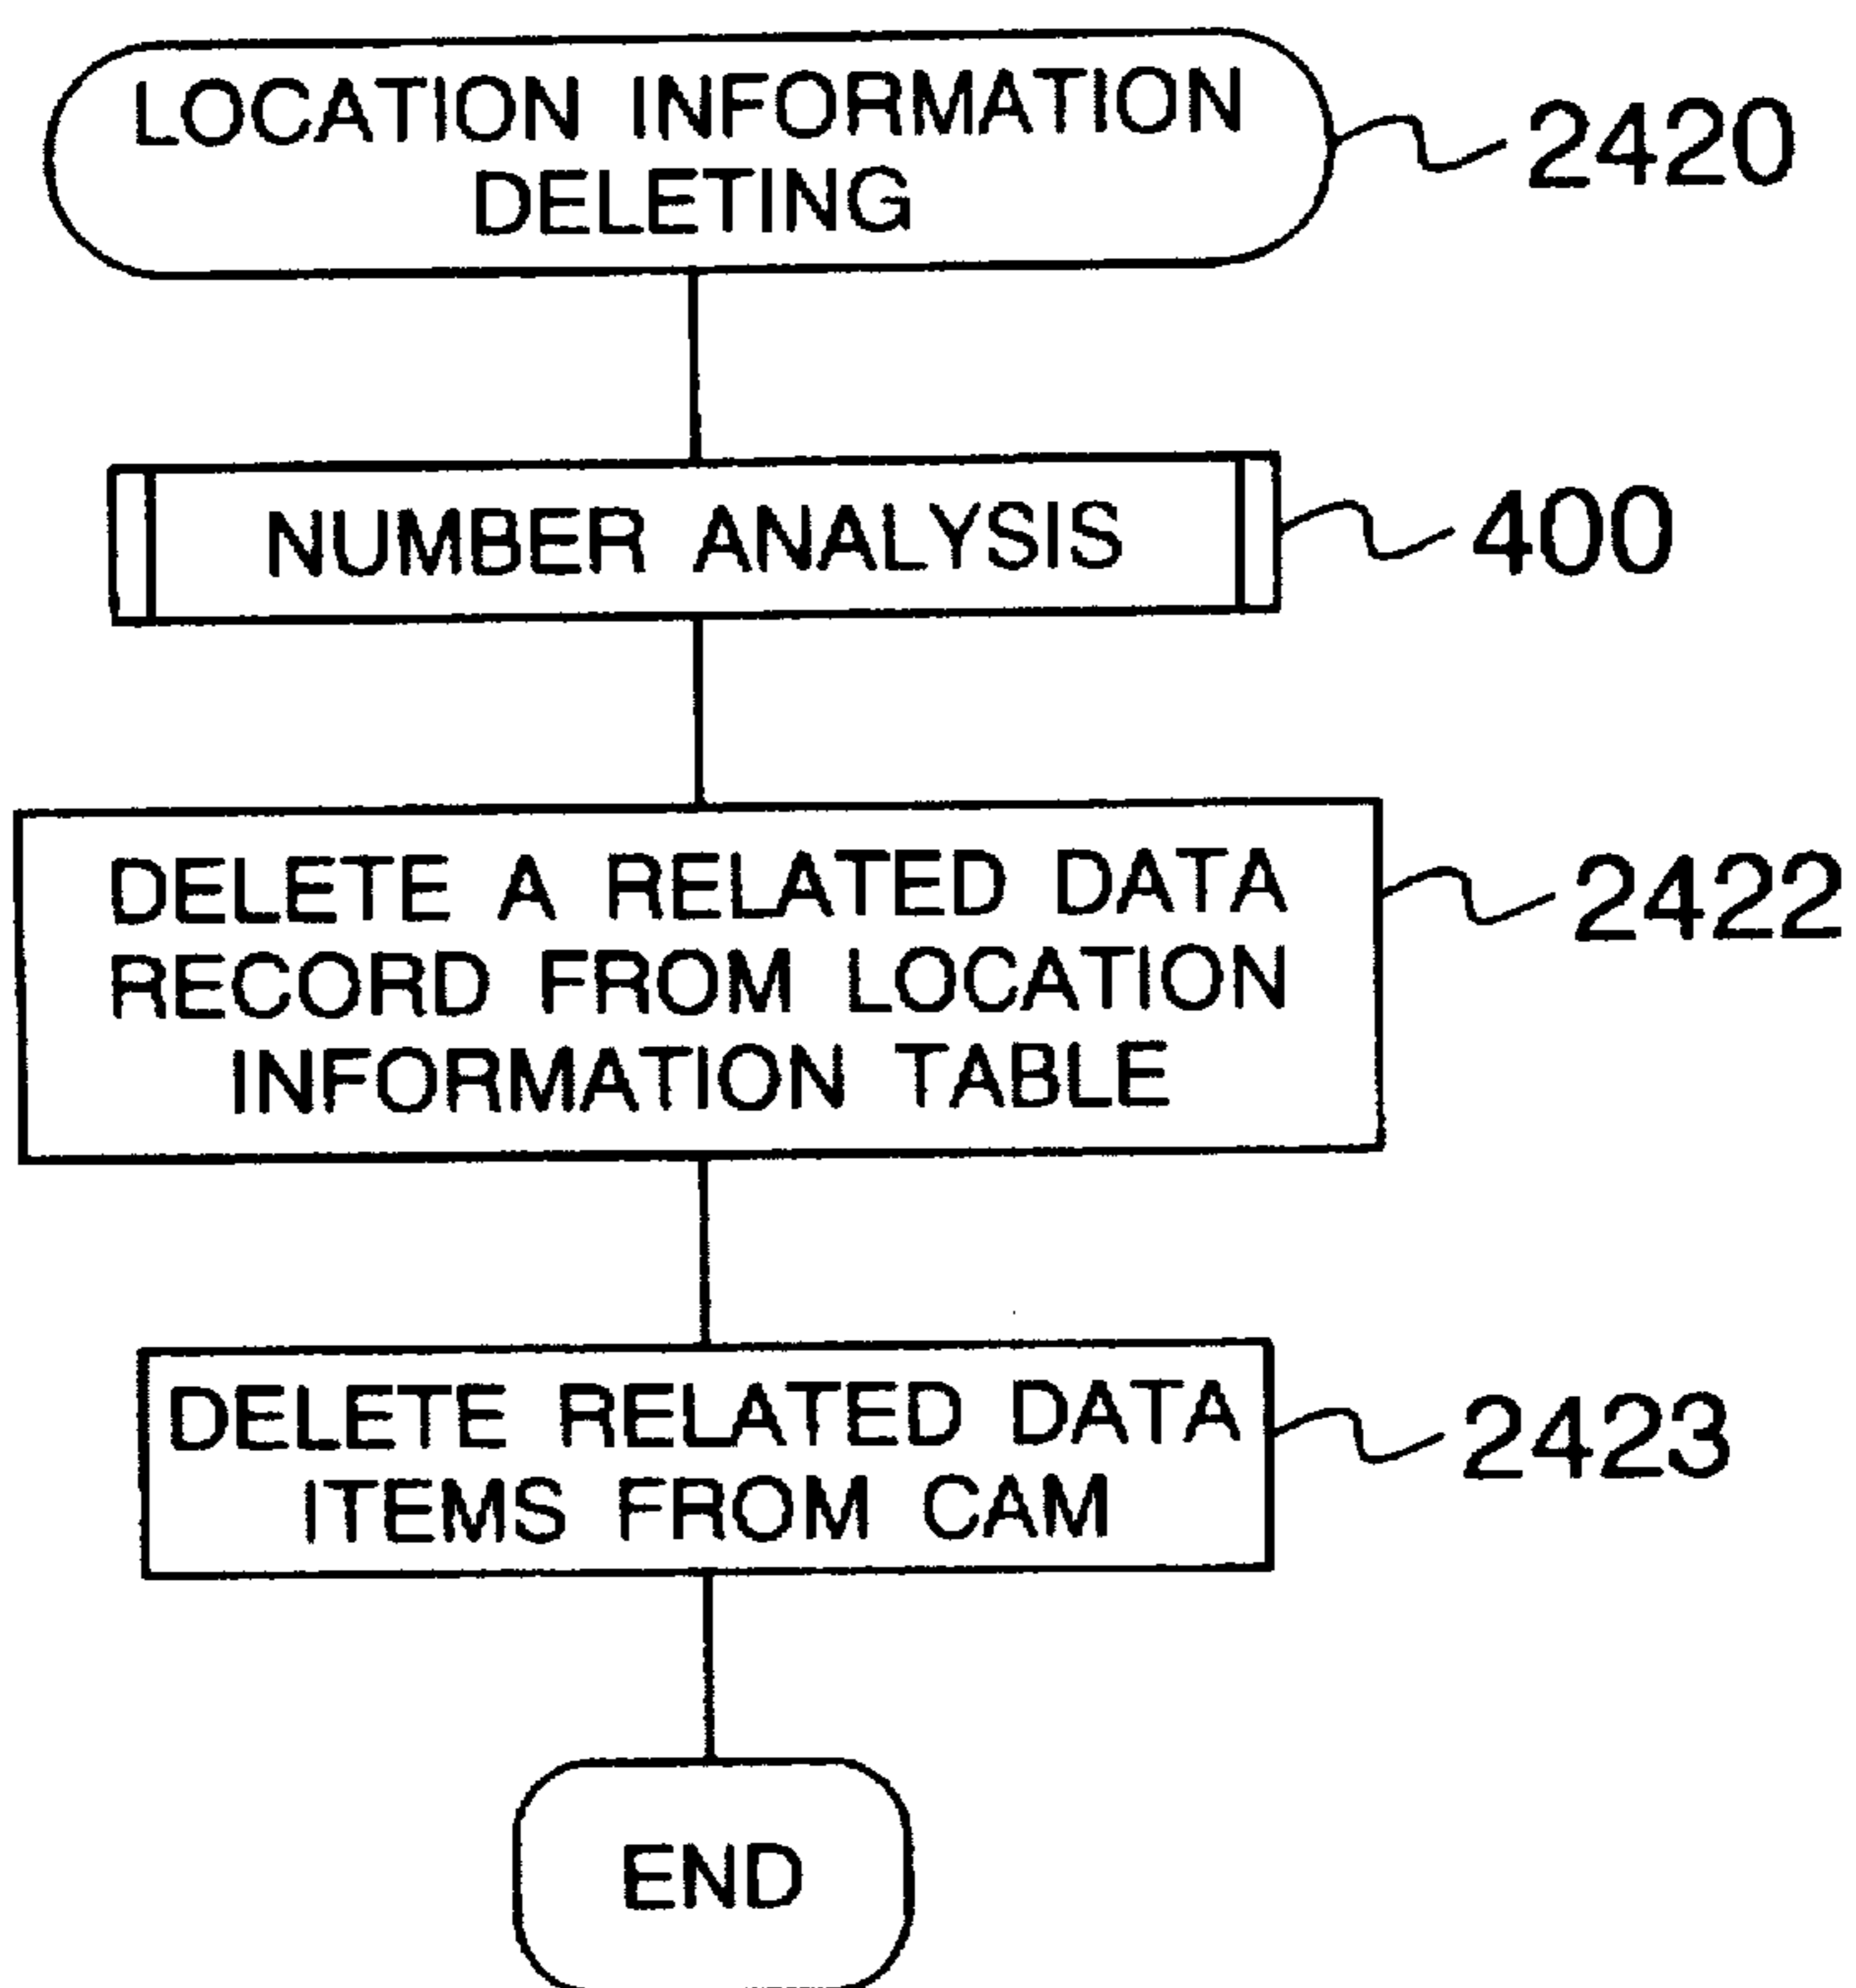 LOCATION INFORMATION
DELETING
2420
NUMBER ANALYSIS
400
DELETE A RELATED DATA
RECORD FROM LOCATION
INFORMATION TABLE
2422
DELETE RELATED DATA
ITEMS FROM CAM
2423
END